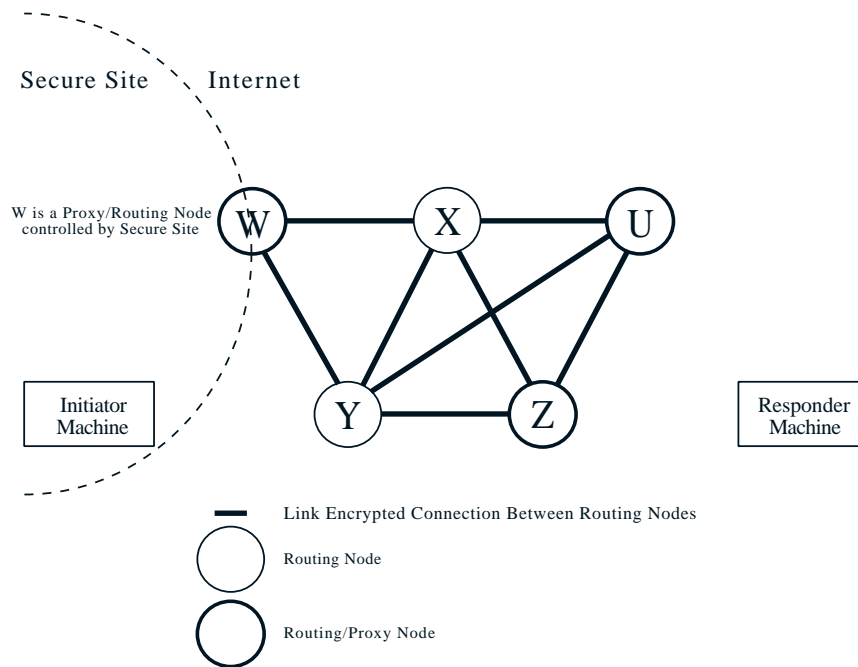 Secure Site
Internet
W is a Proxy/Routing Node
controlled by Secure Site
W
X
U
Y
Z
Initiator
Machine
Responder
Machine
Link Encrypted Connection Between Routing Nodes
Routing Node
Routing/Proxy Node